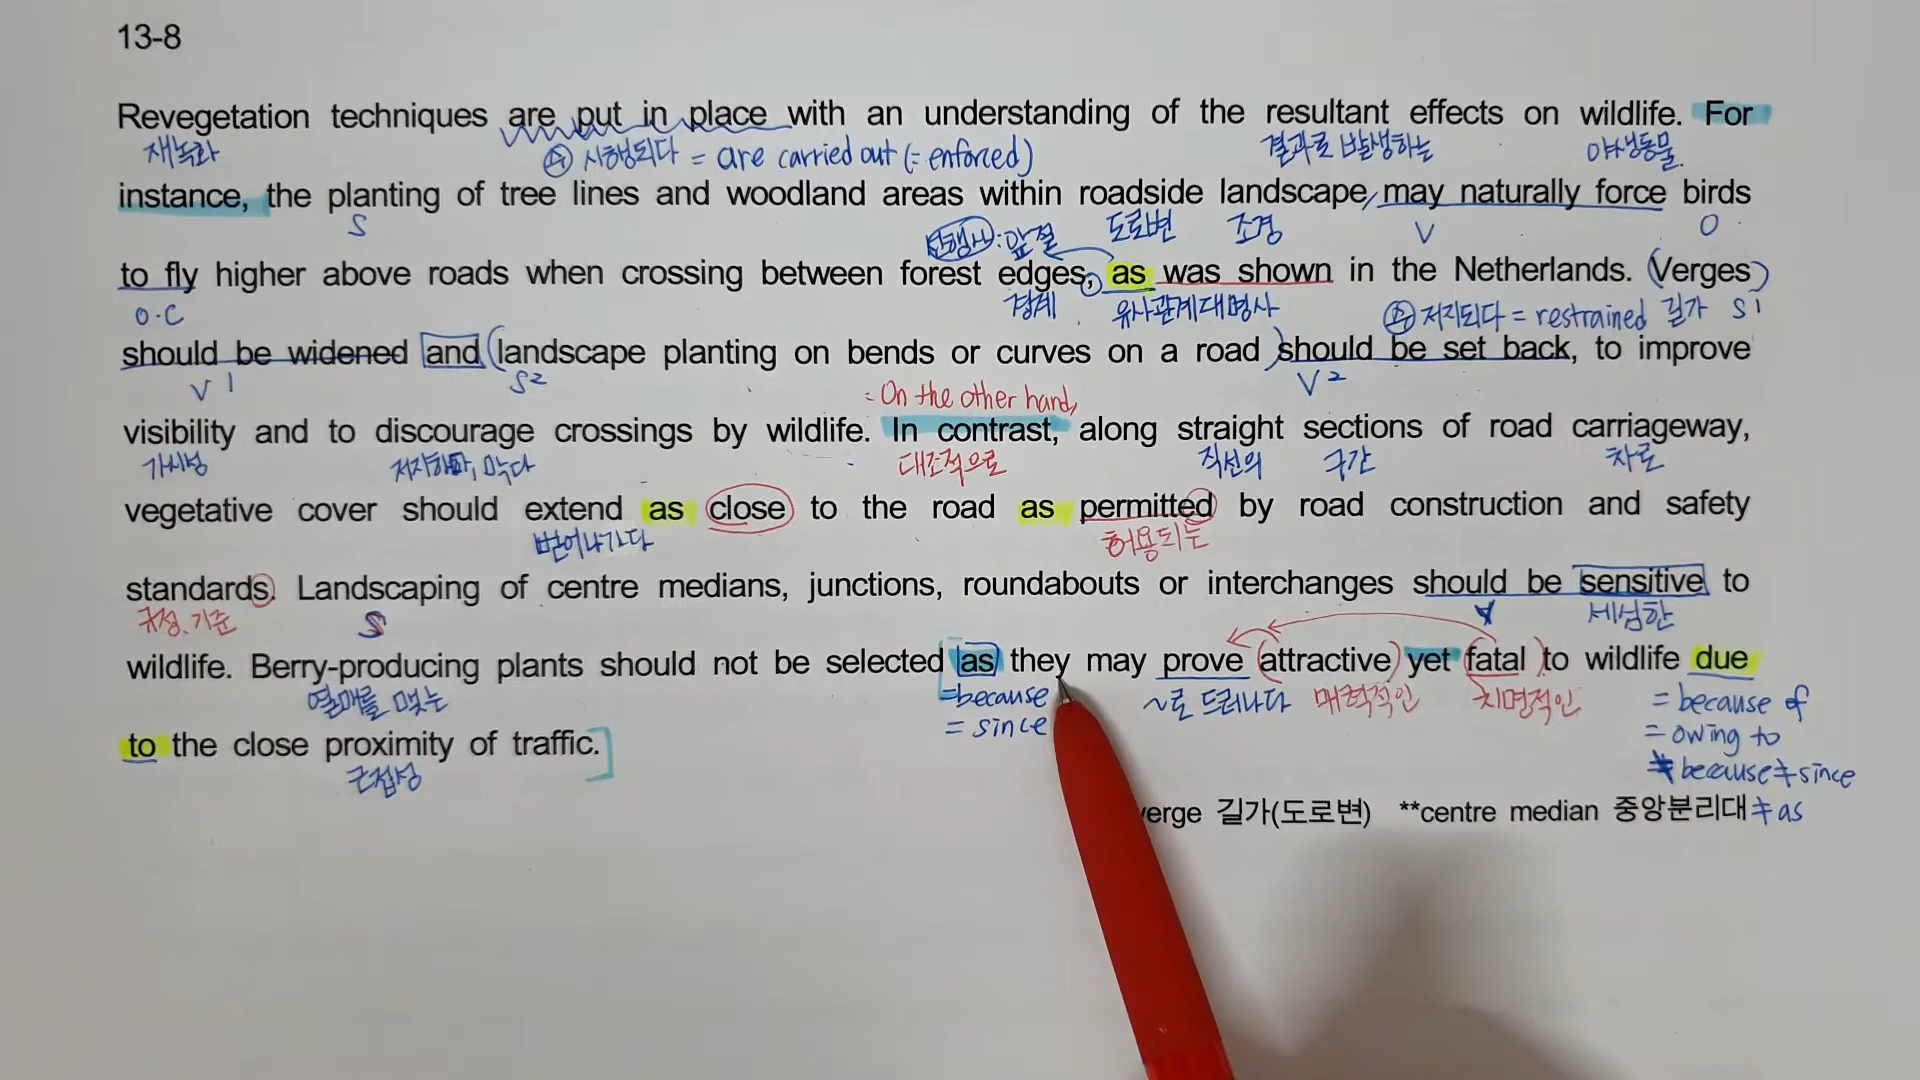 13-8
Revegetation techniques are put in place with an understanding of the resultant effects on wildlife. For
재녹화 시행되다 = are carried out (= enforced) 결과로 발생하는 야생동물.
instance, the planting of tree lines and woodland areas within roadside landscape, may naturally force birds
S 선행사: 앞절 도로변 조경 V O
to fly higher above roads when crossing between forest edges, as was shown in the Netherlands. (Verges)
O.C 경계 유사관계대명사 저지되다 = restrained 길가 S1
should be widened and (landscape planting on bends or curves on a road) should be set back, to improve
V1 S2 V2
= On the other hand,
visibility and to discourage crossings by wildlife. In contrast, along straight sections of road carriageway,
가시성 저지하다, 막다 대조적으로 직선의 구간 차로
vegetative cover should extend as close to the road as permitted by road construction and safety
뻗어나가다 허용되는
standards. Landscaping of centre medians, junctions, roundabouts or interchanges should be sensitive to
규정, 기준 S V 세심한
wildlife. Berry-producing plants should not be selected [as they may prove (attractive) yet (fatal) to wildlife due
열매를 맺는 =because ~로 드러나다 매력적인 치명적인 = because of
= since = owing to
to the close proximity of traffic.]
근접성 ≠ because ≠ since
verge 길가(도로변) **centre median 중앙분리대 ≠ as